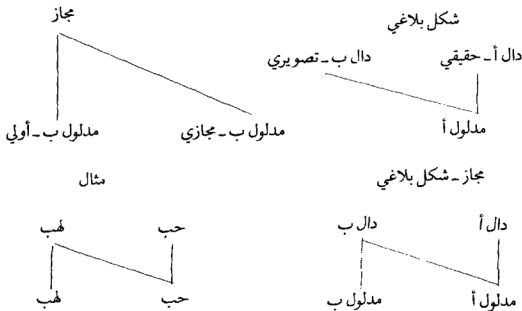 شكل بلاغي
دال أ ـ حقيقي
دال ب ـ تصويري
مدلول أ
مجاز
مدلول ب ـ مجازي
مدلول ب ـ أولي
مجاز ـ شكل بلاغي
دال أ
دال ب
مدلول أ
مدلول ب
مثال
حب
لهب
حب
لهب